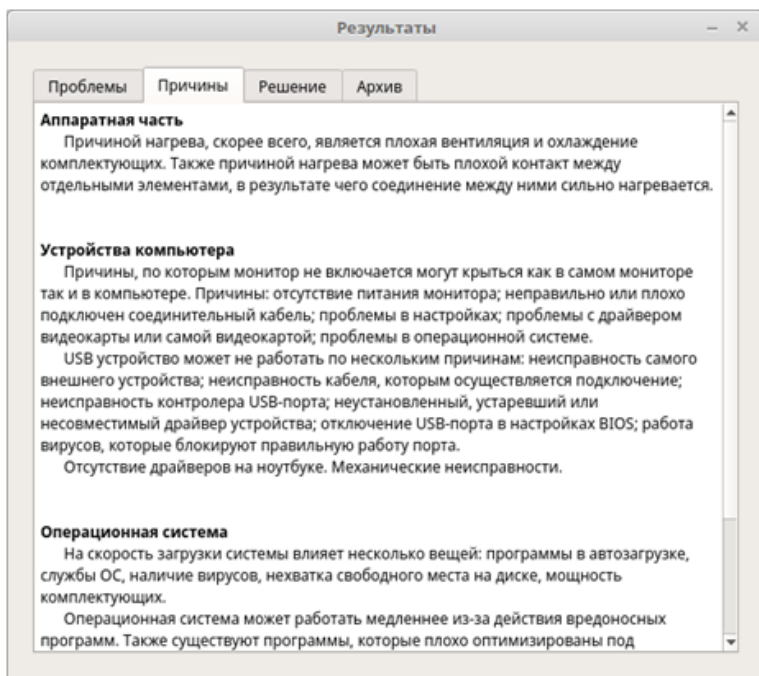 Результаты
Проблемы Причины Решение Архив
Аппаратная часть
Причиной нагрева, скорее всего, является плохая вентиляция и охлаждение
комплектующих. Также причиной нагрева может быть плохой контакт между
отдельными элементами, в результате чего соединение между ними сильно нагревается.
Устройства компьютера
Причины, по которым монитор не включается могут крыться как в самом мониторе
так и в компьютере. Причины: отсутствие питания монитора; неправильно или плохо
подключен соединительный кабель; проблемы в настройках; проблемы с драйвером
видеокарты или самой видеокартой; проблемы в операционной системе.
USB устройство может не работать по нескольким причинам: неисправность самого
внешнего устройства; неисправность кабеля, которым осуществляется подключение;
неисправность контролера USB-порта; неустановленный, устаревший или
несовместимый драйвер устройства; отключение USB-порта в настройках BIOS; работа
вирусов, которые блокируют правильную работу порта.
Отсутствие драйверов на ноутбуке. Механические неисправности.
Операционная система
На скорость загрузки системы влияет несколько вещей: программы в автозагрузке,
службы ОС, наличие вирусов, нехватка свободного места на диске, мощность
комплектующих.
Операционная система может работать медленнее из-за действия вредоносных
программ. Также существуют программы, которые плохо оптимизированы под